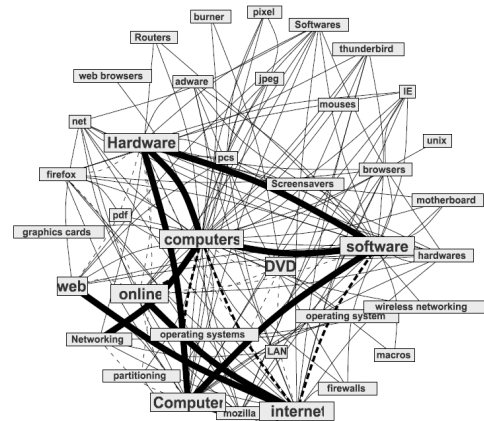 pixel
burner
Softwares
Routers
thunderbird
web browsers
adware
jpeg
IE
mouses
net
Hardware
unix
pcs
firefox
browsers
Screensavers
motherboard
pdf
graphics cards
computers
software
hardwares
DVD
web
online
wireless networking
operating system
Networking
operating systems
LAN
macros
partitioning
firewalls
Computer
mozilla
internet